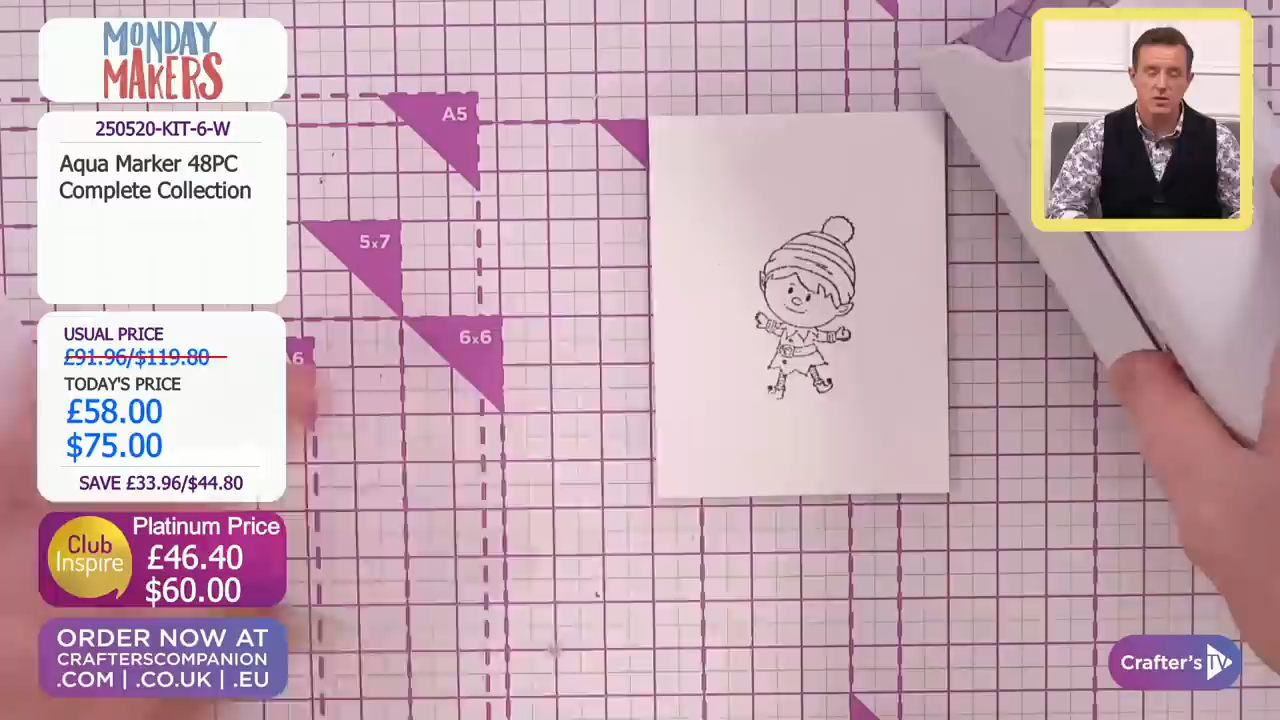 MONDAY
MAKERS
250520-KIT-6-W
Aqua Marker 48PC
Complete Collection
USUAL PRICE
£91.96/$119.80
TODAY'S PRICE
£58.00
$75.00
SAVE £33.96/$44.80
Club
Inspire
Platinum Price
£46.40
$60.00
ORDER NOW AT
CRAFTERSCOMPANION
.COM | .CO.UK | .EU
A5
5x7
6x6
A6
Crafter's TV